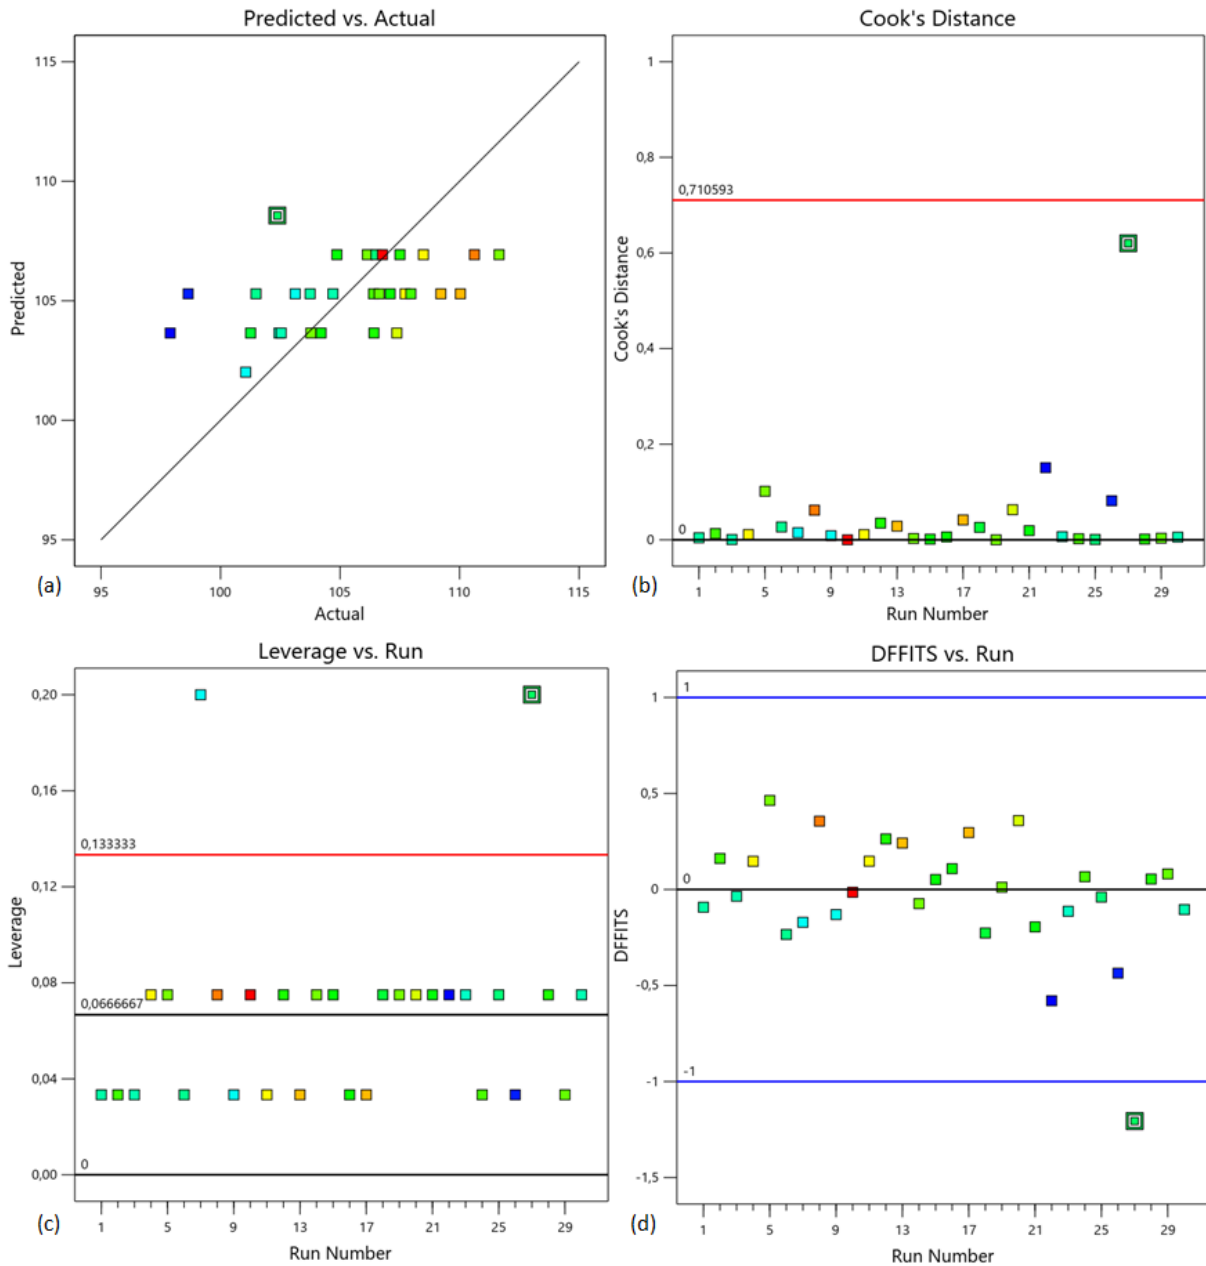 Predicted vs. Actual
115
110
105
100
95
Predicted
95 100 105 110 115
Actual
(a)
Cook's Distance
1
0,8
0,710593
0,6
0,4
0,2
0
0
Cook's Distance
1 5 9 13 17 21 25 29
Run Number
(b)
Leverage vs. Run
0,20
0,16
0,133333
0,12
0,08
0,0666667
0,04
0
0,00
Leverage
1 5 9 13 17 21 25 29
Run Number
(c)
DFFITS vs. Run
1
1
0,5
0
0
-0,5
-1
-1
-1,5
DFFITS
1 5 9 13 17 21 25 29
Run Number
(d)